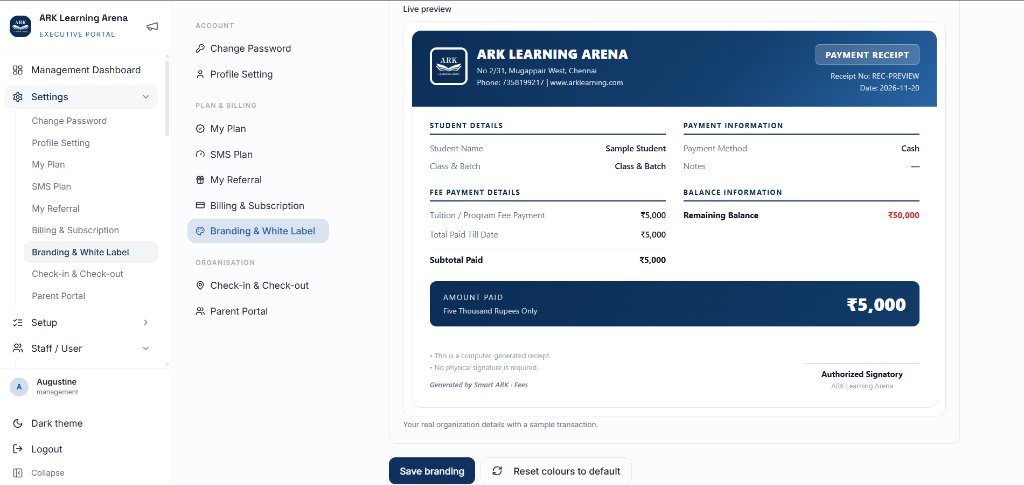 ARK Learning Arena
EXECUTIVE PORTAL
Management Dashboard
Settings
Change Password
Profile Setting
My Plan
SMS Plan
My Referral
Billing & Subscription
Branding & White Label
Check-in & Check-out
Parent Portal
Setup
Staff / User
A
Augustine
management
Dark theme
Logout
Collapse
ACCOUNT
Change Password
Profile Setting
PLAN & BILLING
My Plan
SMS Plan
My Referral
Billing & Subscription
Branding & White Label
ORGANISATION
Check-in & Check-out
Parent Portal
Live preview
ARK
ARK LEARNING ARENA
No 2/31, Mugappair West, Chennai
Phone: 7358199217 | www.arklearning.com
PAYMENT RECEIPT
Receipt No: REC-PREVIEW
Date: 2026-11-20
STUDENT DETAILS
Student Name Sample Student
Class & Batch Class & Batch
PAYMENT INFORMATION
Payment Method Cash
Notes —
FEE PAYMENT DETAILS
Tuition / Program Fee Payment ₹5,000
Total Paid Till Date ₹5,000
Subtotal Paid ₹5,000
BALANCE INFORMATION
Remaining Balance ₹50,000
AMOUNT PAID
Five Thousand Rupees Only
₹5,000
• This is a computer-generated receipt.
• No physical signature is required.
Generated by Smart ARK · Fees
Authorized Signatory
ARK Learning Arena
Your real organization details with a sample transaction.
Save branding
Reset colours to default